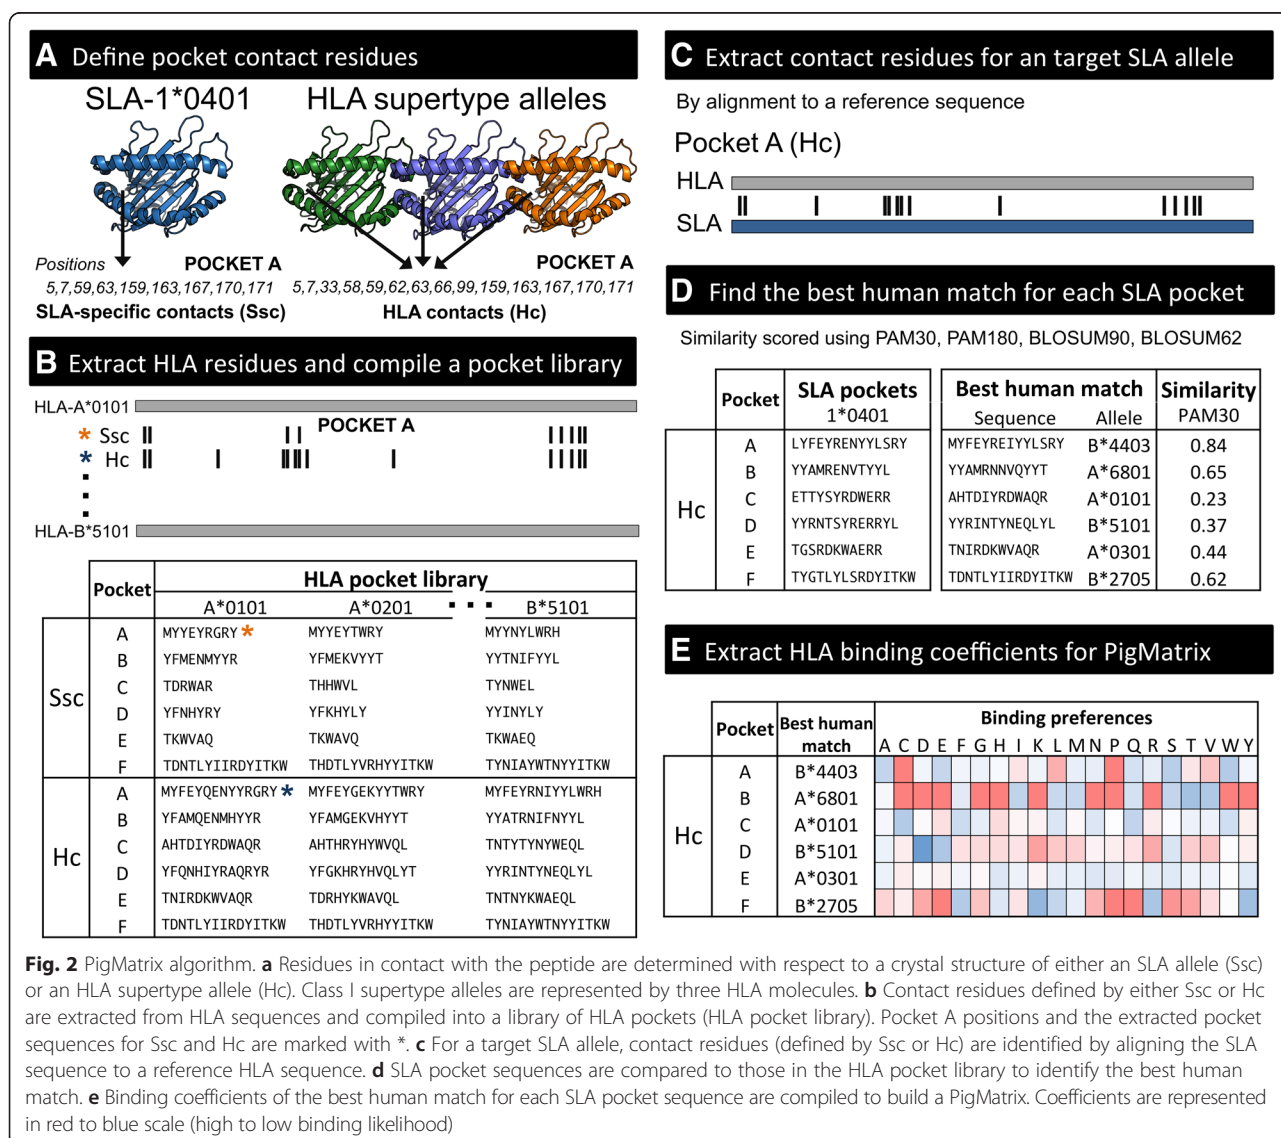 A Define pocket contact residues
SLA-1*0401 HLA supertype alleles
Positions POCKET A POCKET A
5,7,59,63,159,163,167,170,171 5,7,33,58,59,62,63,66,99,159,163,167,170,171
SLA-specific contacts (Ssc) HLA contacts (Hc)
B Extract HLA residues and compile a pocket library
HLA-A*0101
POCKET A
* Ssc
* Hc
HLA-B*5101
Pocket HLA pocket library
A*0101 A*0201 ... B*5101
Ssc
A MYYEYRGRY * MYYEYTWRY MYYNYLWRH
B YFMENMYYR YFMEKVYYT YYTNIFYYL
C TDRWAR THHWVL TYNWEL
D YFNHYRY YFKHYLY YYINYLY
E TKWVAQ TKWAVQ TKWAEQ
F TDNTLYIIRDYITKW THDTLYVRHYYITKW TYNIAYWTNYYITKW
Hc
A MYFEYQENYYRGRY * MYFEYGEKYYTWRY MYFEYRNIYYLWRH
B YFAMQENMHYYR YFAMGEKVHYYT YYATRNIFNYYL
C AHTDIYRDWAQR AHTHRYHYWVQL TNTYTYNYWEQL
D YFQNHIYRAQRYR YFGKHRYHVQLYT YYRINTYNEQLYL
E TNIRDKWVAQR TDRHYKWAVQL TNTNYKWAEQL
F TDNTLYIIRDYITKW THDTLYVRHYYITKW TYNIAYWTNYYITKW
C Extract contact residues for an target SLA allele
By alignment to a reference sequence
Pocket A (Hc)
HLA
SLA
D Find the best human match for each SLA pocket
Similarity scored using PAM30, PAM180, BLOSUM90, BLOSUM62
Pocket SLA pockets Best human match Similarity
1*0401 Sequence Allele PAM30
Hc
A LYFEYRENYYLSRY MYFEYREIYYLSRY B*4403 0.84
B YYAMRENVTYYL YYAMRNNVQYYT A*6801 0.65
C ETTYSYRDWERR AHTDIYRDWAQR A*0101 0.23
D YYRNTSYRERRYL YYRINTYNEQLYL B*5101 0.37
E TGSRDKWAERR TNIRDKWVAQR A*0301 0.44
F TYGTLYLSRDYITKW TDNTLYIIRDYITKW B*2705 0.62
E Extract HLA binding coefficients for PigMatrix
Pocket Best human match Binding preferences
A C D E F G H I K L M N P Q R S T V W Y
Hc
A B*4403
B A*6801
C A*0101
D B*5101
E A*0301
F B*2705
Fig. 2 PigMatrix algorithm. a Residues in contact with the peptide are determined with respect to a crystal structure of either an SLA allele (Ssc)
or an HLA supertype allele (Hc). Class I supertype alleles are represented by three HLA molecules. b Contact residues defined by either Ssc or Hc
are extracted from HLA sequences and compiled into a library of HLA pockets (HLA pocket library). Pocket A positions and the extracted pocket
sequences for Ssc and Hc are marked with *. c For a target SLA allele, contact residues (defined by Ssc or Hc) are identified by aligning the SLA
sequence to a reference HLA sequence. d SLA pocket sequences are compared to those in the HLA pocket library to identify the best human
match. e Binding coefficients of the best human match for each SLA pocket sequence are compiled to build a PigMatrix. Coefficients are represented
in red to blue scale (high to low binding likelihood)